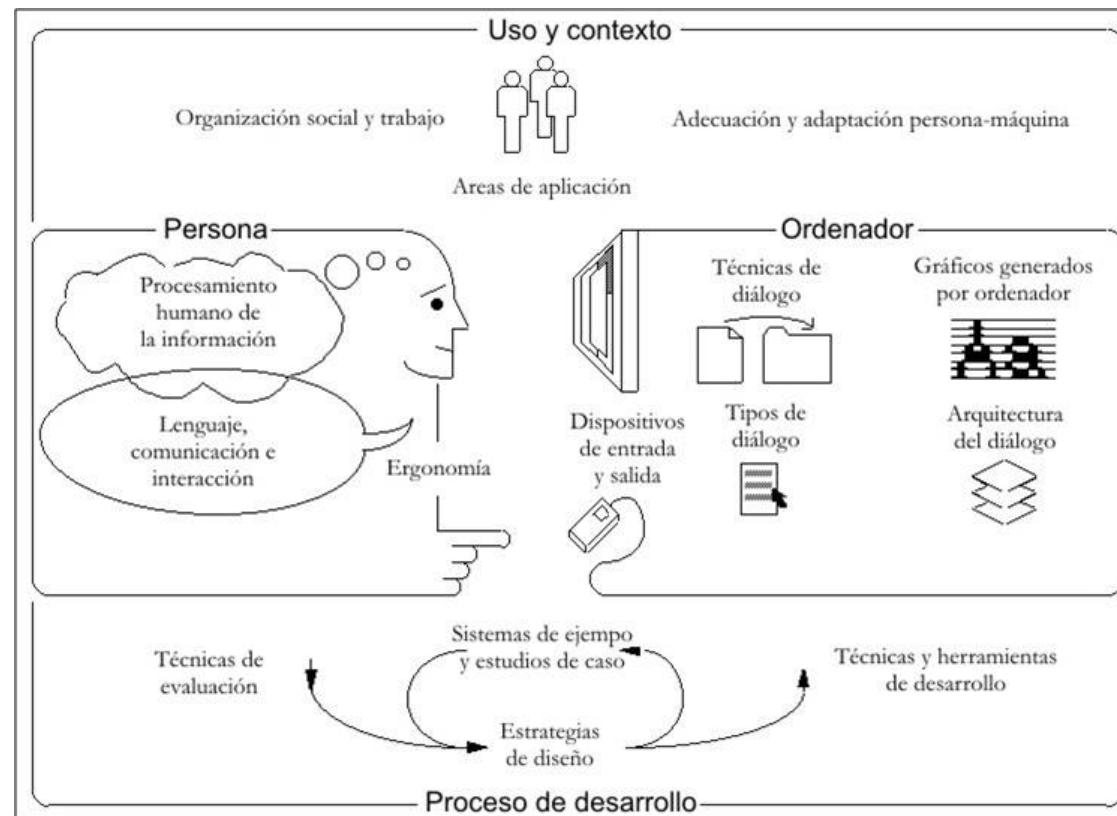 Uso y contexto
Organización social y trabajo
Adecuación y adaptación persona-máquina
Areas de aplicación
Persona
Procesamiento
humano de
la información
Lenguaje,
comunicación e
interacción
Ergonomía
Ordenador
Dispositivos
de entrada
y salida
Técnicas de
diálogo
Gráficos generados
por ordenador
Tipos de
diálogo
Arquitectura
del diálogo
Técnicas de
evaluación
Sistemas de ejempo
y estudios de caso
Técnicas y herramientas
de desarrollo
Estrategias
de diseño
Proceso de desarrollo